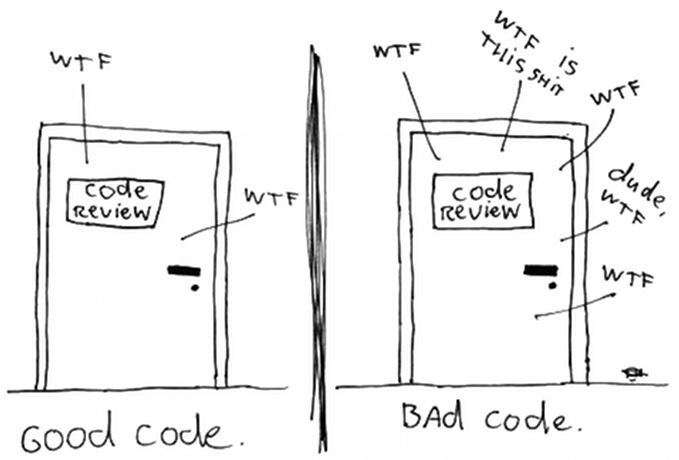 WTF
code
REVIEW
WTF
GOOD code.
WTF
WTF is
THIS SHIT
WTF
code
REVIEW
dude,
WTF
WTF
BAd code.